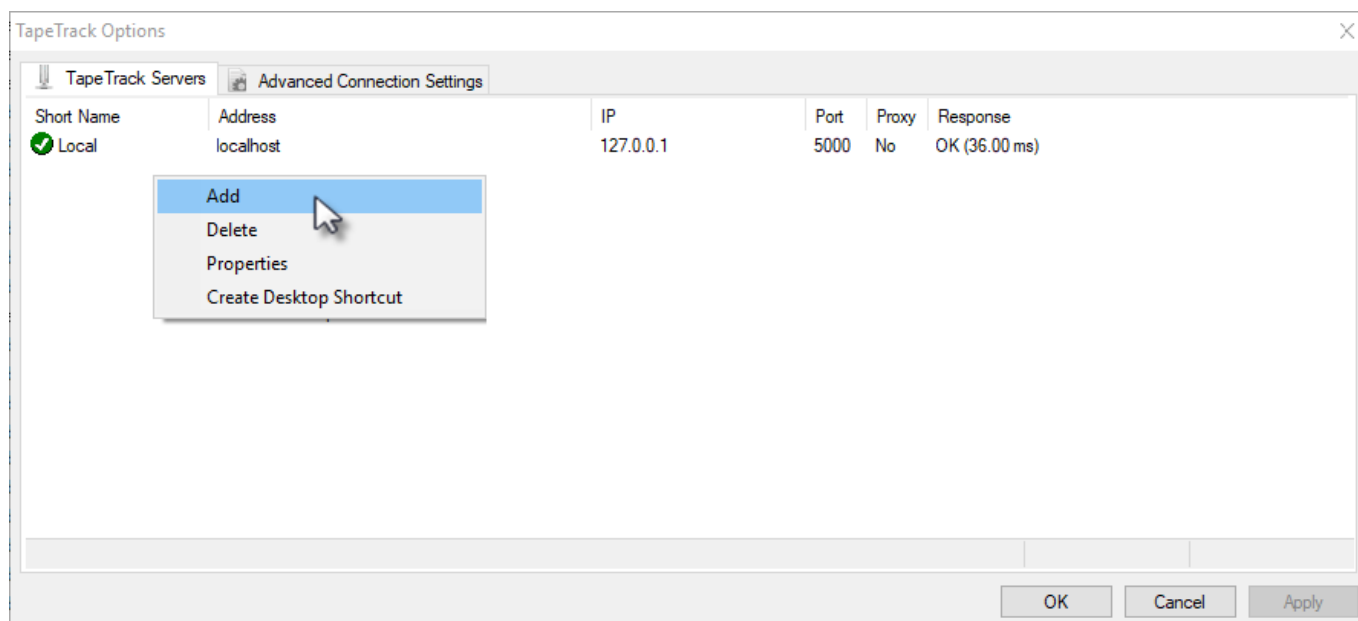 TapeTrack Options
TapeTrack Servers Advanced Connection Settings
Short Name Address IP Port Proxy Response
Local localhost 127.0.0.1 5000 No OK (36.00 ms)
Add
Delete
Properties
Create Desktop Shortcut
OK Cancel Apply